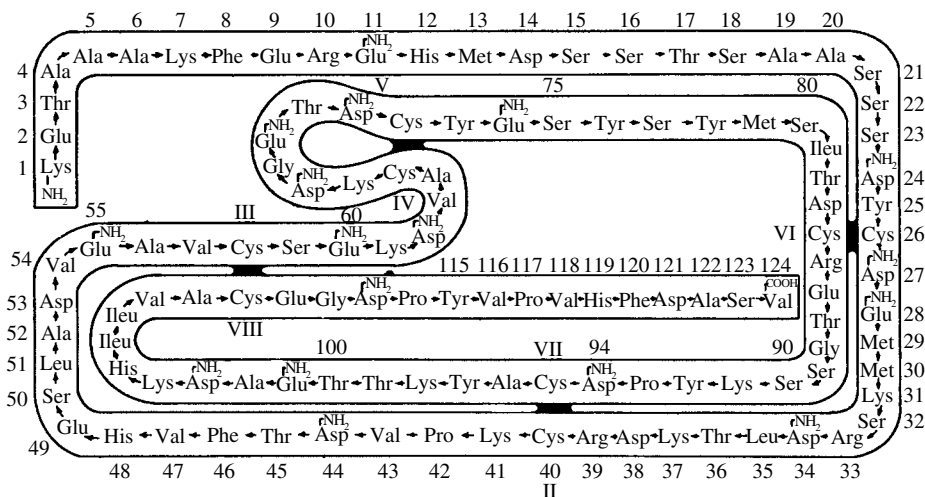 5 6 7 8 9 10 11 12 13 14 15 16 17 18 19 20
NH2
Ala Ala Lys Phe Glu Arg Glu His Met Asp Ser Ser Thr Ser Ala Ala
4 Ala Ser 21
3 Thr Ser 22
2 Glu Ser 23
1 Lys
NH2
V 75 80
NH2 NH2
Thr Asp Cys Tyr Glu Ser Tyr Ser Tyr Met Ser
NH2
Glu Ileu
NH2
Gly Cys Ala Thr Asp 24
NH2
Asp Lys Val Asp Tyr 25
IV VI
NH2
Asp Cys Cys 26
55 III 60
NH2 NH2
Glu Ala Val Cys Ser Glu Lys Arg
NH2
Asp 27
54 Val
115 116 117 118 119 120 121 122 123 124
NH2 COOH NH2
53 Asp Val Ala Cys Glu Gly Asp Pro Tyr Val Pro Val His Phe Asp Ala Ser Val Glu Glu 28
Ileu Thr
52 Ala Ileu Met 29
VIII 100 VII 94 90
51 Leu His Gly Met 30
NH2 NH2 NH2
50 Ser Lys Asp Ala Glu Thr Thr Lys Tyr Ala Cys Asp Pro Tyr Lys Ser Ser Lys 31
Ser 32
NH2 NH2
49 Glu His Val Phe Thr Asp Val Pro Lys Cys Arg Asp Lys Thr Leu Asp Arg
48 47 46 45 44 43 42 41 40 39 38 37 36 35 34 33
II